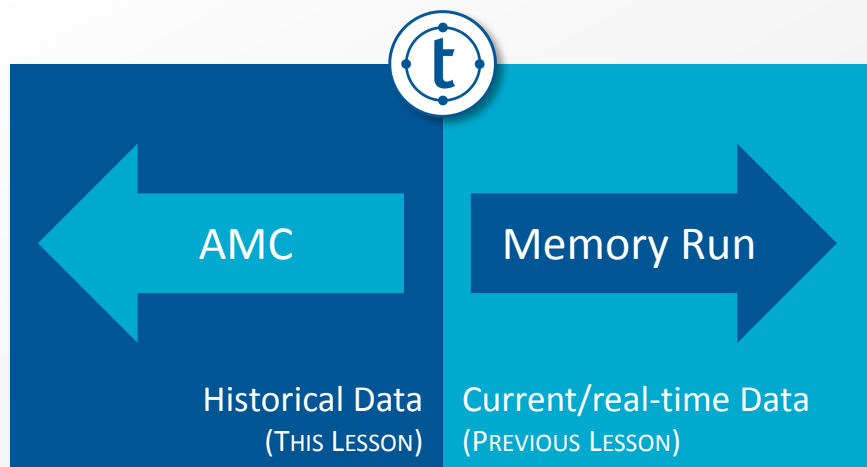 t
AMC
Historical Data
(THIS LESSON)
Memory Run
Current/real-time Data
(PREVIOUS LESSON)